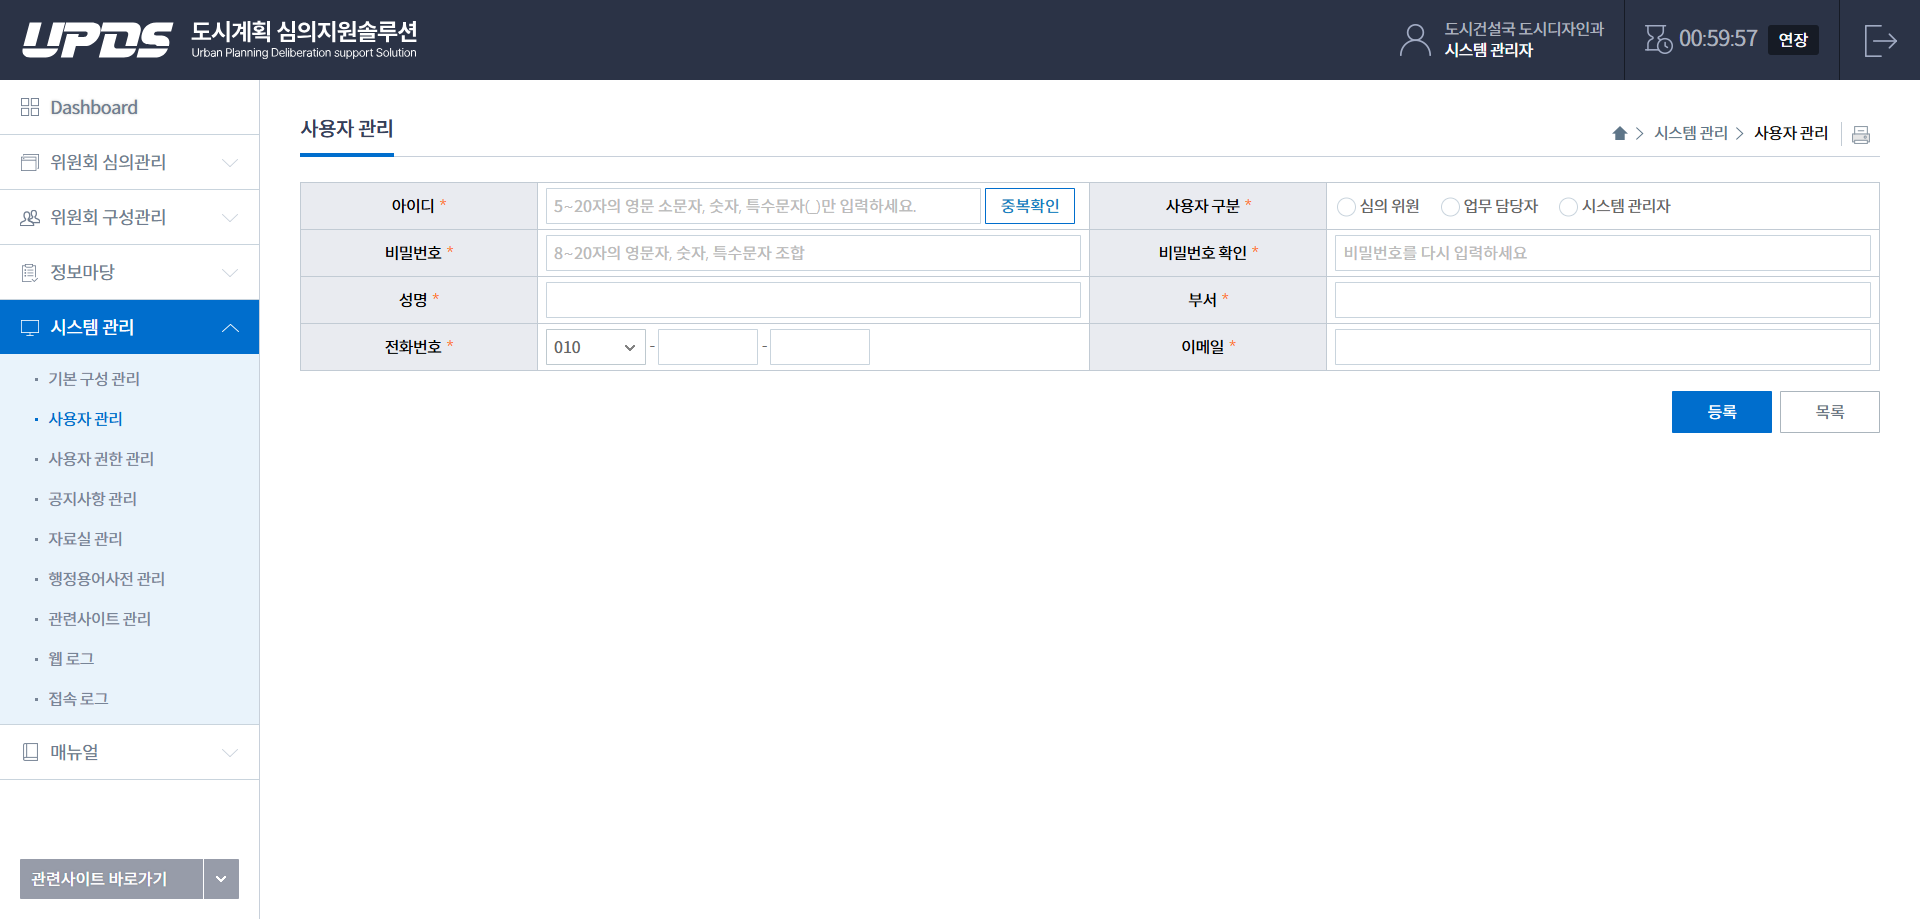 UPDS 도시계획 심의지원솔루션
Urban Planning Deliberation support Solution
도시건설국 도시디자인과
시스템 관리자
00:59:57 연장
Dashboard
위원회 심의관리
위원회 구성관리
정보마당
시스템 관리
기본 구성 관리
사용자 관리
사용자 권한 관리
공지사항 관리
자료실 관리
행정용어사전 관리
관련사이트 관리
웹 로그
접속 로그
매뉴얼
관련사이트 바로가기
사용자 관리
시스템 관리 > 사용자 관리
아이디 * 5~20자의 영문 소문자, 숫자, 특수문자(_)만 입력하세요. 중복확인 사용자 구분 * 심의 위원 업무 담당자 시스템 관리자
비밀번호 * 8~20자의 영문자, 숫자, 특수문자 조합 비밀번호 확인 * 비밀번호를 다시 입력하세요
성명 * 부서 *
전화번호 * 010 - - 이메일 *
등록 목록